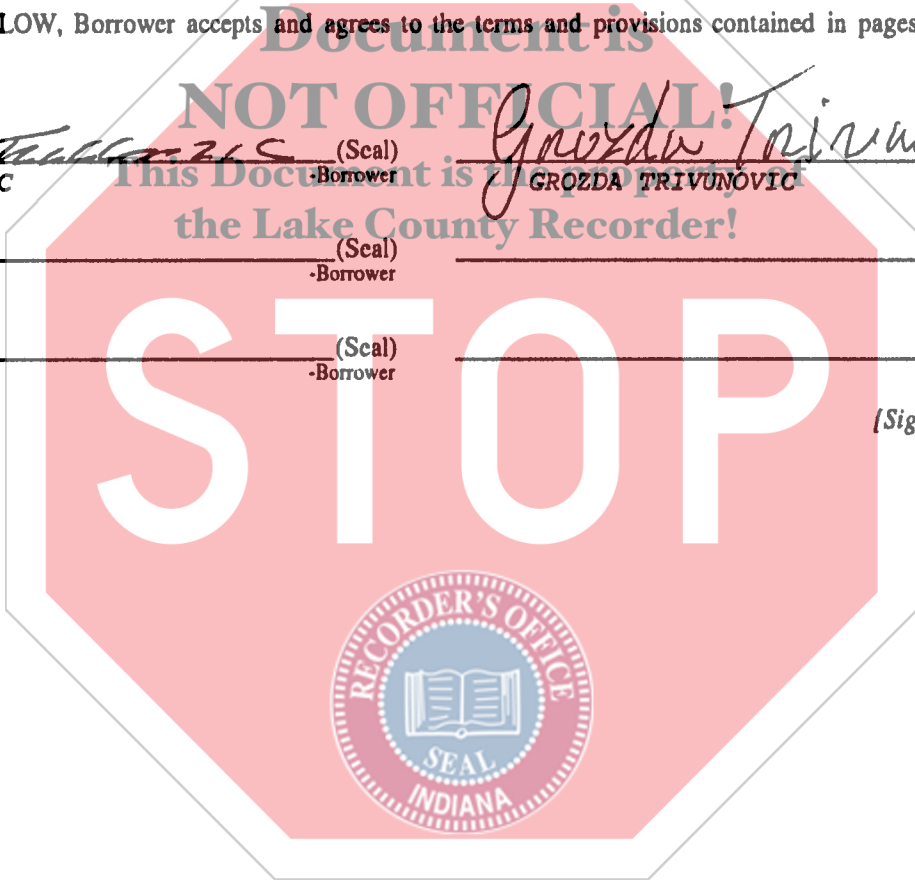 Document is
LOW, Borrower accepts and agrees to the terms and provisions contained in pages
NOT OFFICIAL!
(Seal) Grozda
C -Borrower GROZDA TRIVUNOVIC
This Document is the property of
the Lake County Recorder!
(Seal)
-Borrower
(Seal)
-Borrower
[Sig
STOP
RECORDER'S OFFICE
SEAL
INDIANA